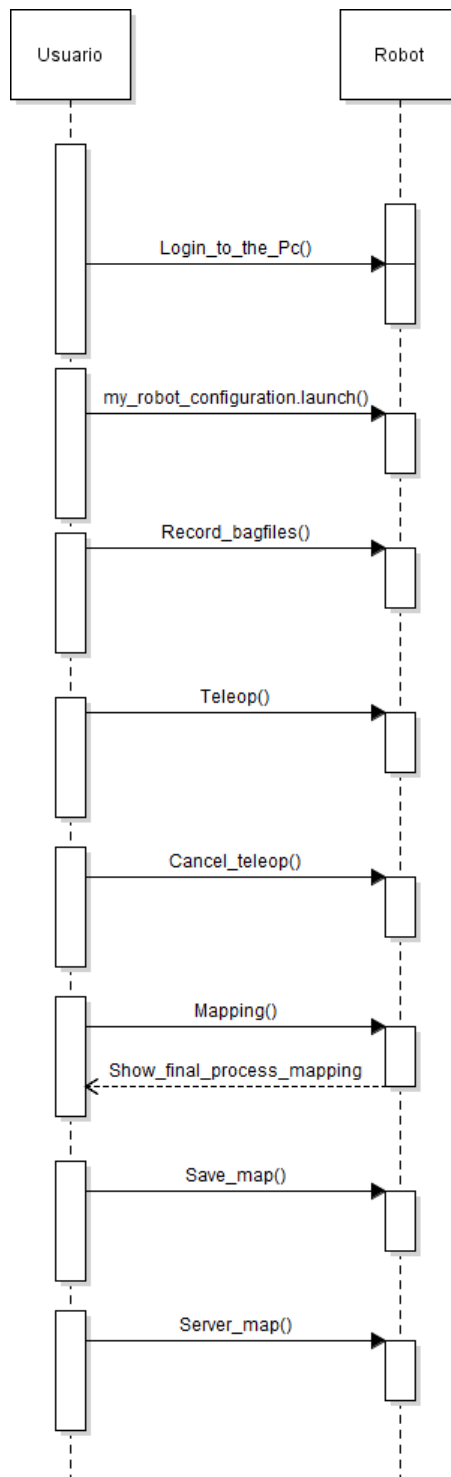 Usuario
Robot
Login_to_the_Pc()
my_robot_configuration.launch()
Record_bagfiles()
Teleop()
Cancel_teleop()
Mapping()
Show_final_process_mapping
Save_map()
Server_map()